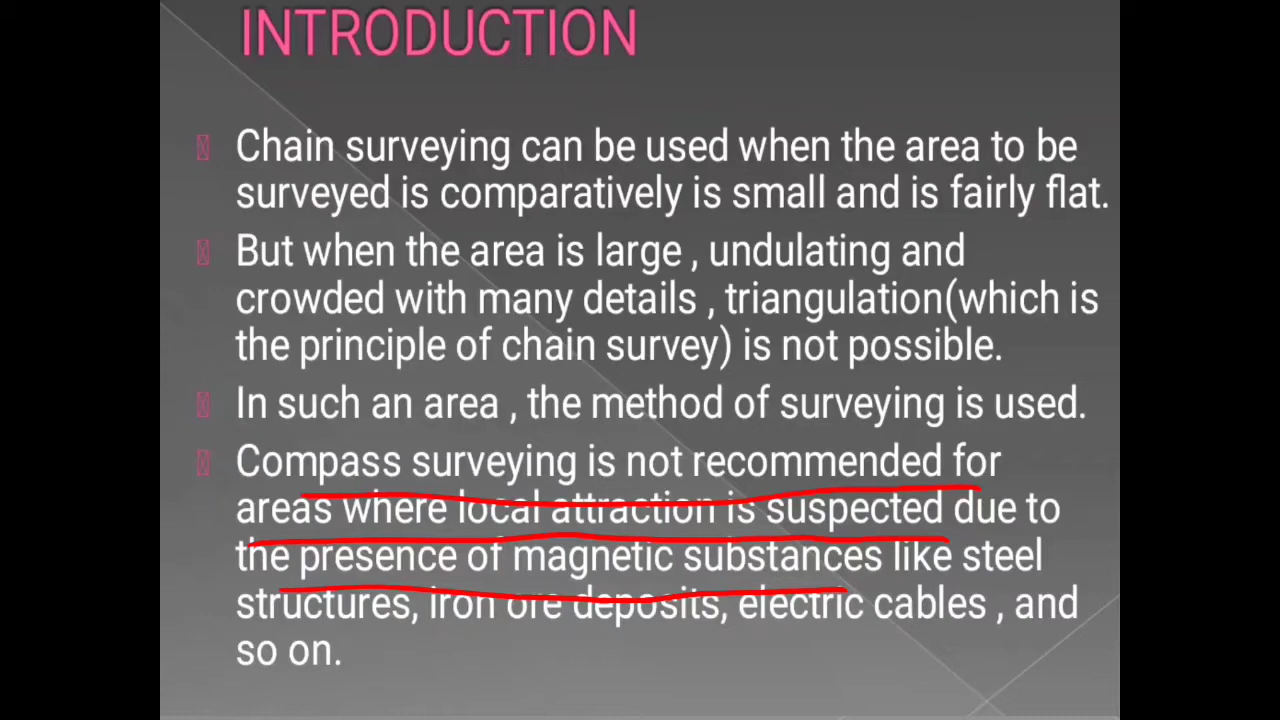 INTRODUCTION
Chain surveying can be used when the area to be
surveyed is comparatively is small and is fairly flat.
But when the area is large , undulating and
crowded with many details , triangulation(which is
the principle of chain survey) is not possible.
In such an area , the method of surveying is used.
Compass surveying is not recommended for
areas where local attraction is suspected due to
the presence of magnetic substances like steel
structures, iron ore deposits, electric cables , and
so on.